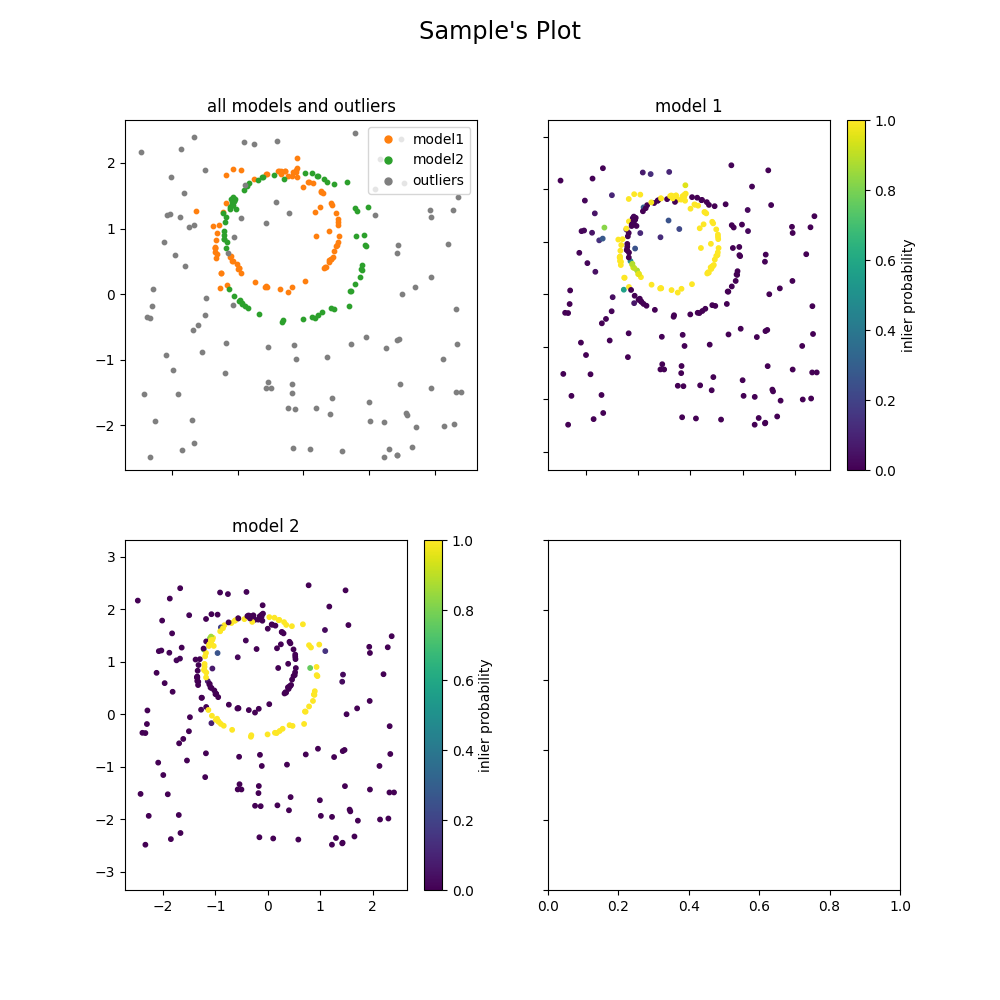 Sample's Plot
all models and outliers
model1
model2
outliers
2
1
0
−1
−2
model 1
1.0
0.8
0.6
0.4
0.2
0.0
inlier probability
model 2
3
2
1
0
−1
−2
−3
−2 −1 0 1 2
1.0
0.8
0.6
0.4
0.2
0.0
inlier probability
0.0 0.2 0.4 0.6 0.8 1.0